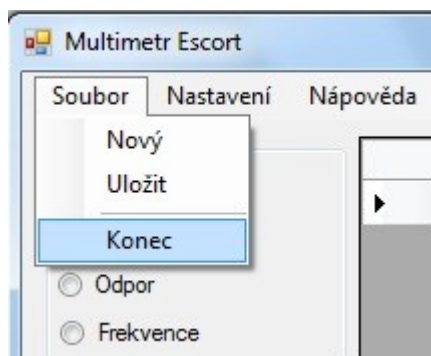 Multimetr Escort
Soubor Nastavení Nápověda
Nový
Uložit
Konec
Odpor
Frekvence